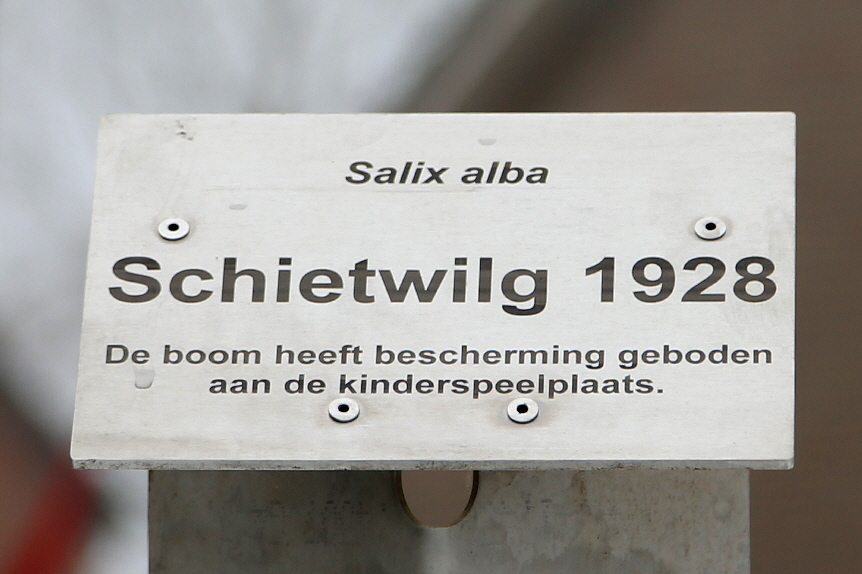 Salix alba
Schietwilg 1928
De boom heeft bescherming geboden
aan de kinderspeelplaats.